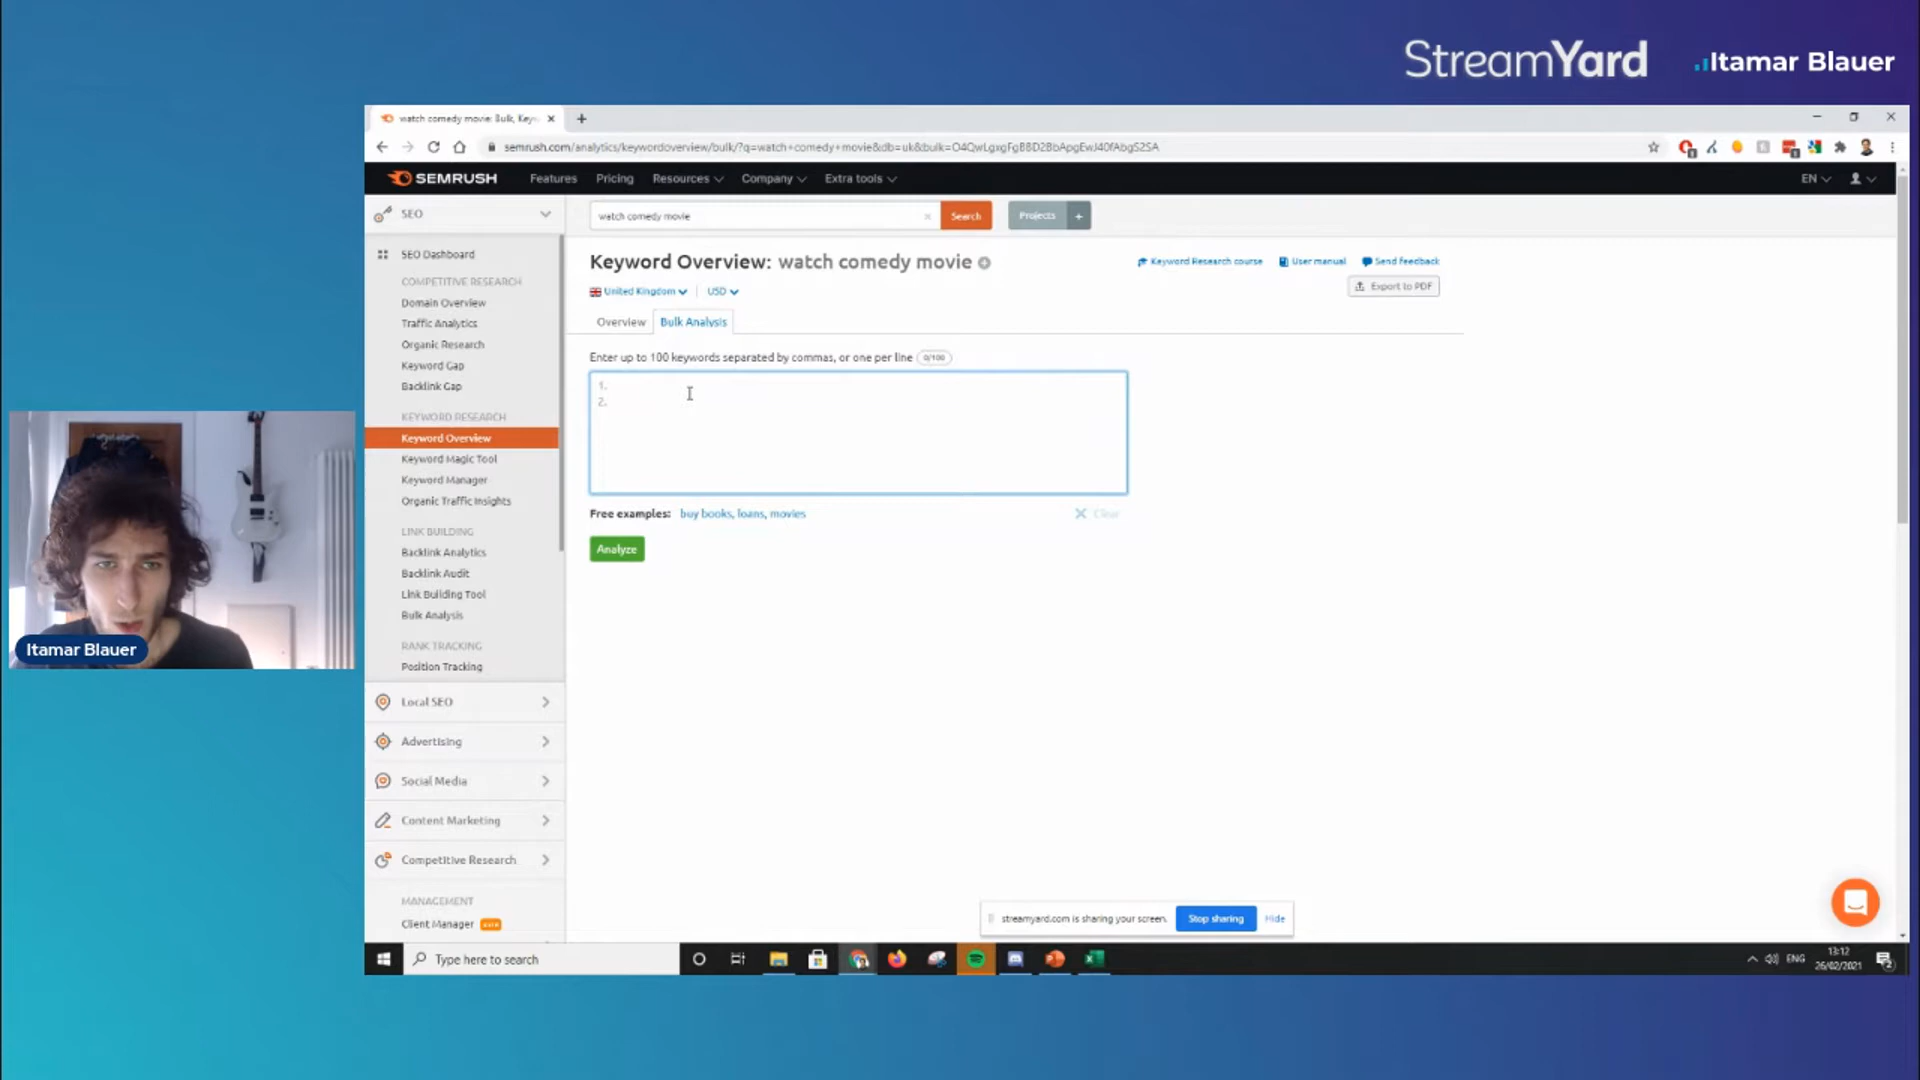 StreamYard
Itamar Blauer
watch comedy movie: Bulk, Keyw
semrush.com/analytics/keywordoverview/bulk/?q=watch+comedy+movie&db=uk&bulk=
SEMRUSH
Features
Pricing
Resources
Company
Extra tools
EN
SEO
watch comedy movie
Search
Projects
+
SEO Dashboard
COMPETITIVE RESEARCH
Domain Overview
Traffic Analytics
Organic Research
Keyword Gap
Backlink Gap
KEYWORD RESEARCH
Keyword Overview
Keyword Magic Tool
Keyword Manager
Organic Traffic Insights
LINK BUILDING
Backlink Analytics
Backlink Audit
Link Building Tool
Bulk Analysis
RANK TRACKING
Position Tracking
Local SEO
Advertising
Social Media
Content Marketing
Competitive Research
MANAGEMENT
Client Manager
Keyword Overview: watch comedy movie
Keyword Research course
User manual
Send feedback
United Kingdom
USD
Export to PDF
Overview
Bulk Analysis
Enter up to 100 keywords separated by commas, or one per line 0/100
1.
2.
Free examples: buy books, loans, movies
Clear
Analyze
Itamar Blauer
streamyard.com is sharing your screen.
Stop sharing
Hide
Type here to search
ENG
13:12
26/02/2021